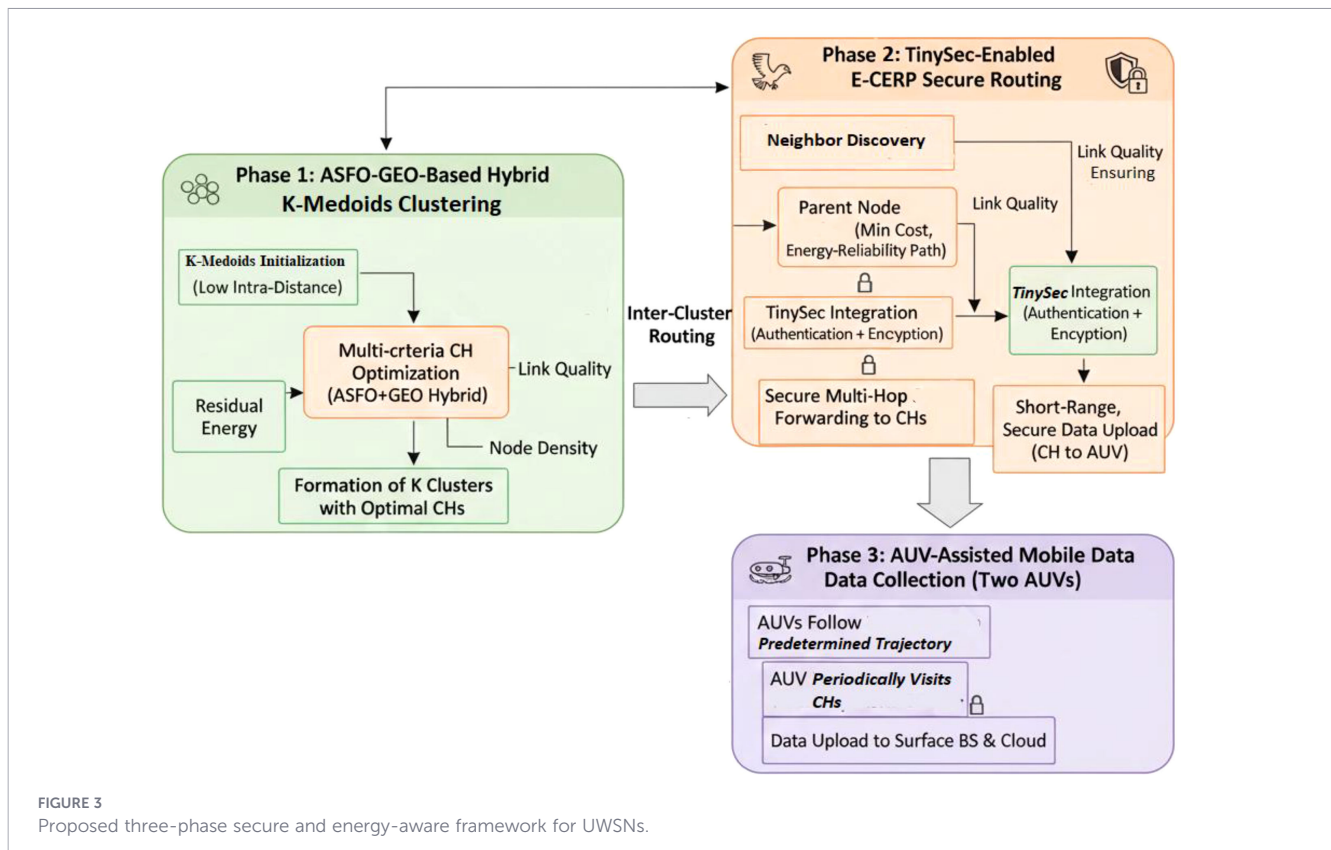 Phase 1: ASFO-GEO-Based Hybrid
K-Medoids Clustering
K-Medoids Initialization
(Low Intra-Distance)
Multi-crteria CH
Optimization
(ASFO+GEO Hybrid)
Link Quality
Residual
Energy
Node Density
Formation of K Clusters
with Optimal CHs
Inter-Cluster
Routing
Phase 2: TinySec-Enabled
E-CERP Secure Routing
Neighbor Discovery
Link Quality
Ensuring
Parent Node
(Min Cost,
Energy-Reliability Path)
Link Quality
TinySec Integration
(Authentication + Encyption)
TinySec Integration
(Authentication +
Encyption)
Secure Multi-Hop
Forwarding to CHs
Short-Range,
Secure Data Upload
(CH to AUV)
Phase 3: AUV-Assisted Mobile Data
Data Collection (Two AUVs)
AUVs Follow
Predetermined Trajectory
AUV Periodically Visits
CHs
Data Upload to Surface BS & Cloud
FIGURE 3
Proposed three-phase secure and energy-aware framework for UWSNs.